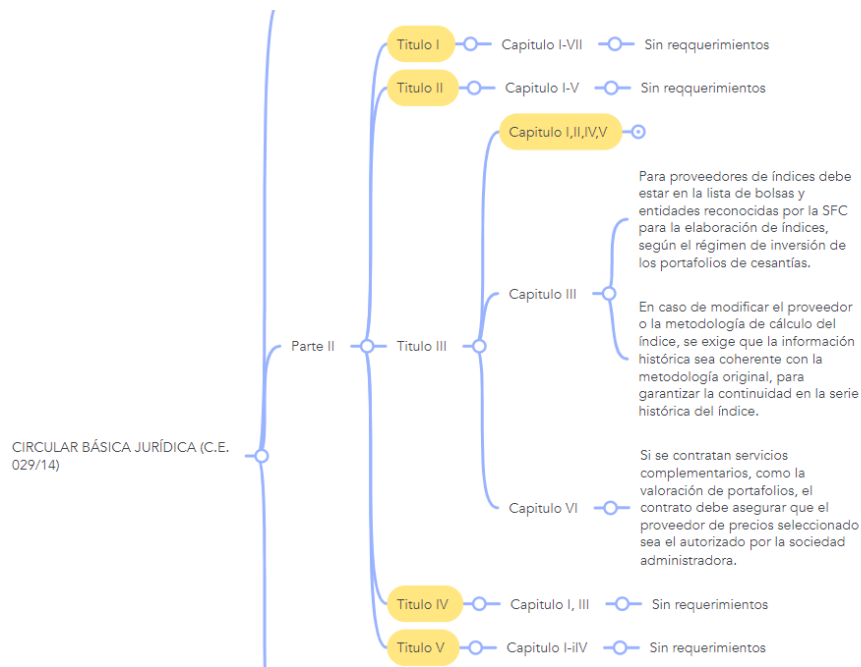 Titulo I
Capitulo I-VII
Sin reqquerimientos
Titulo II
Capitulo I-V
Sin reqquerimientos
Capitulo I,II,IV,V
Para proveedores de índices debe
estar en la lista de bolsas y
entidades reconocidas por la SFC
para la elaboración de índices,
según el régimen de inversión de
los portafolios de cesantías.
Capitulo III
En caso de modificar el proveedor
o la metodología de cálculo del
índice, se exige que la información
histórica sea coherente con la
metodología original, para
garantizar la continuidad en la serie
histórica del índice.
Parte II
Titulo III
CIRCULAR BÁSICA JURÍDICA (C.E.
029/14)
Si se contratan servicios
complementarios, como la
valoración de portafolios, el
contrato debe asegurar que el
proveedor de precios seleccionado
sea el autorizado por la sociedad
administradora.
Capitulo VI
Titulo IV
Capitulo I, III
Sin reqquerimientos
Titulo V
Capitulo I-iIV
Sin reqquerimientos